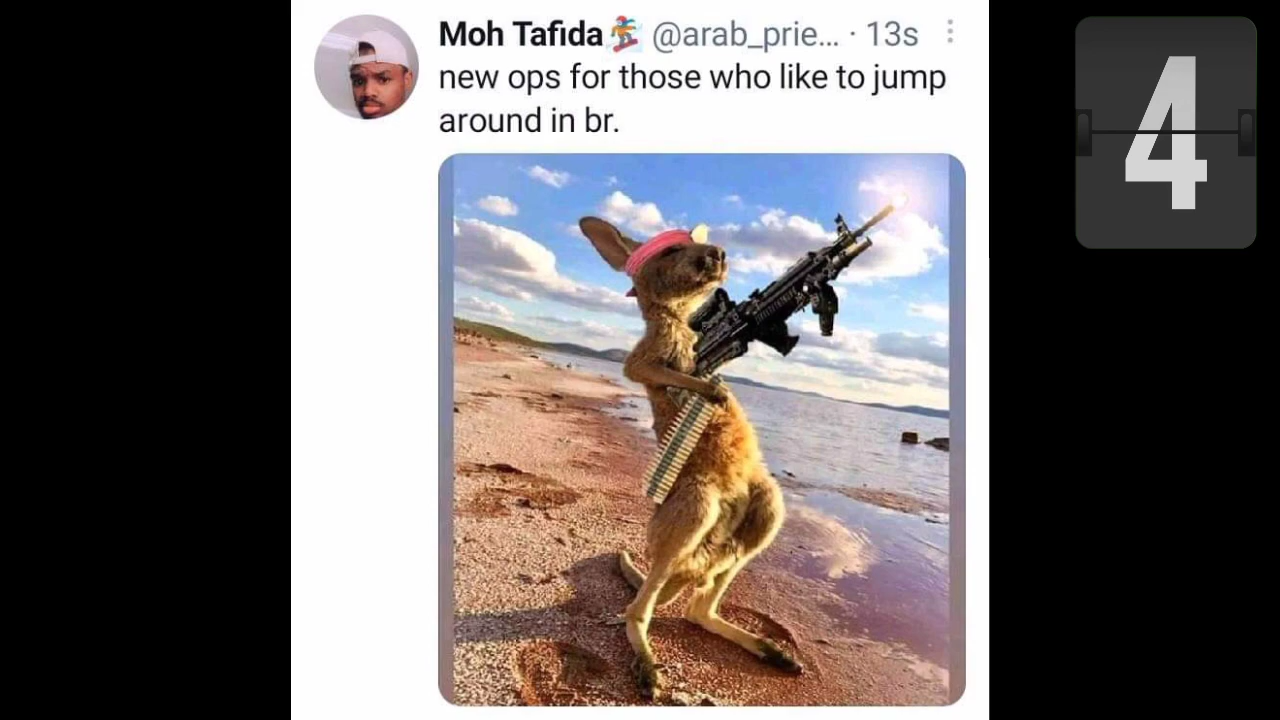 Moh Tafida🏂 @arab_prie... · 13s
new ops for those who like to jump
around in br.
4